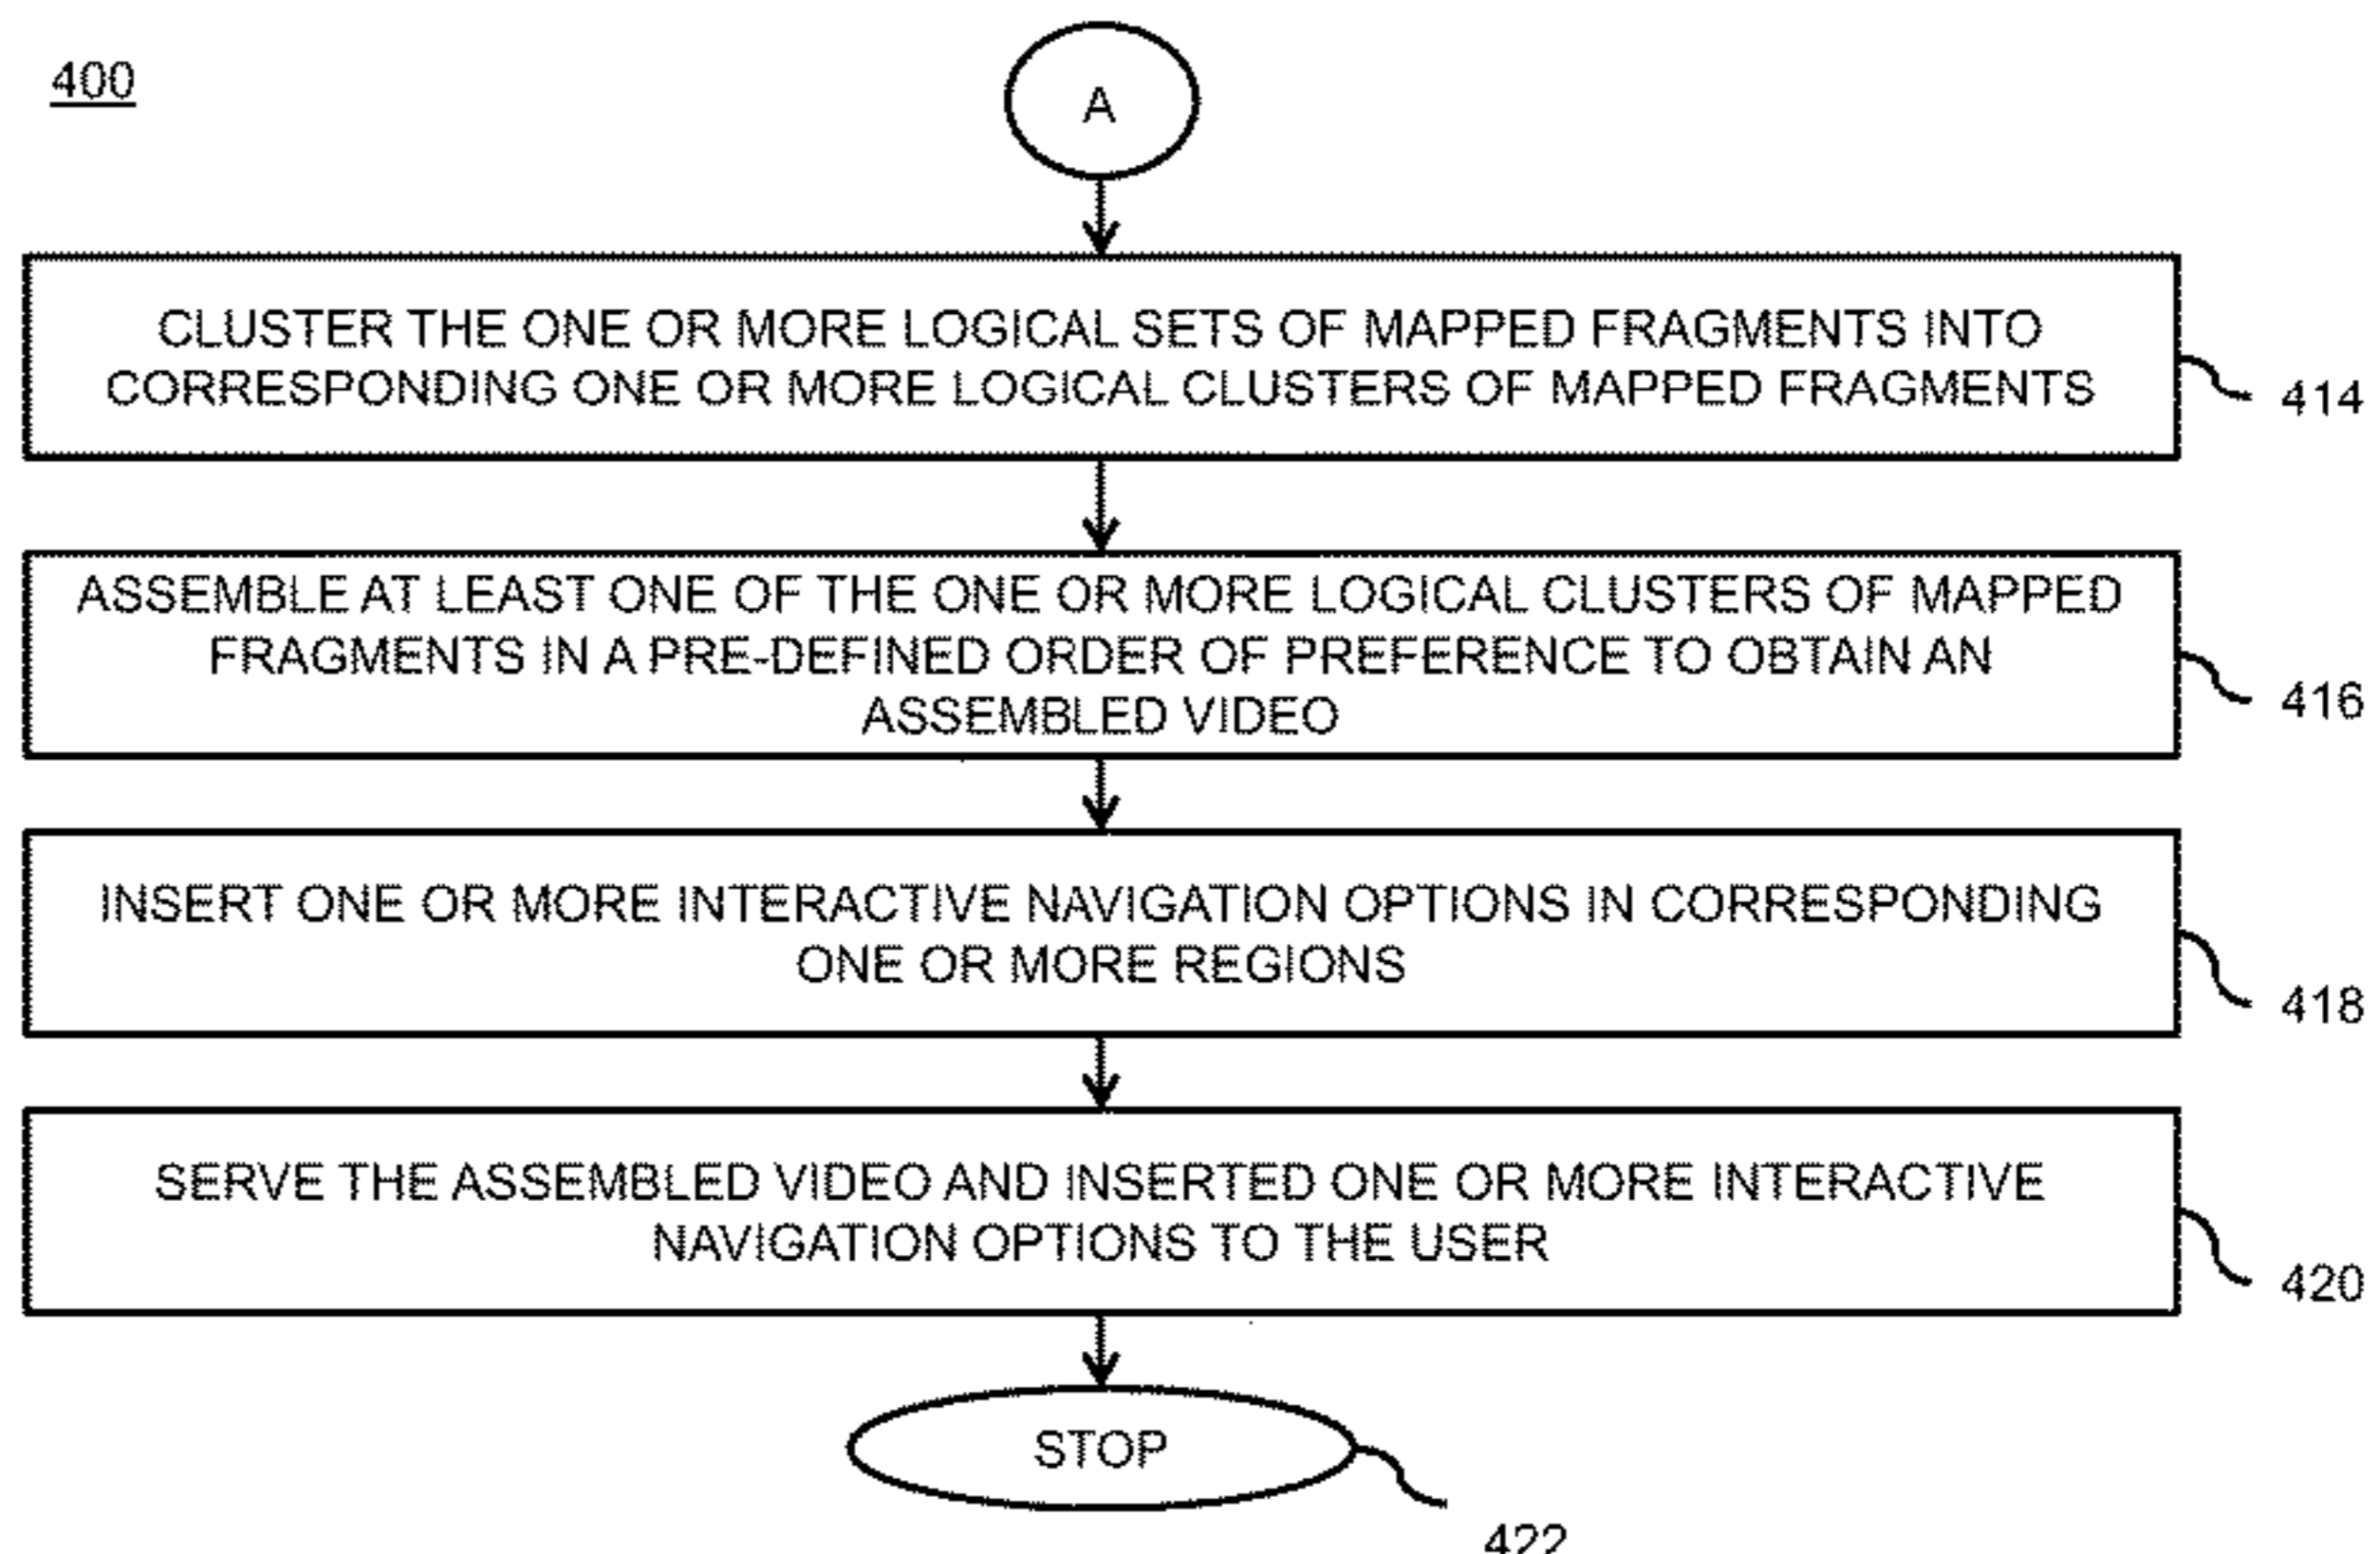 400
A
CLUSTER THE ONE OR MORE LOGICAL SETS OF MAPPED FRAGMENTS INTO
CORRESPONDING ONE OR MORE LOGICAL CLUSTERS OF MAPPED FRAGMENTS
414
ASSEMBLE AT LEAST ONE OF THE ONE OR MORE LOGICAL CLUSTERS OF MAPPED
FRAGMENTS IN A PRE-DEFINED ORDER OF PREFERENCE TO OBTAIN AN
ASSEMBLED VIDEO
416
INSERT ONE OR MORE INTERACTIVE NAVIGATION OPTIONS IN CORRESPONDING
ONE OR MORE REGIONS
418
SERVE THE ASSEMBLED VIDEO AND INSERTED ONE OR MORE INTERACTIVE
NAVIGATION OPTIONS TO THE USER
420
STOP
422